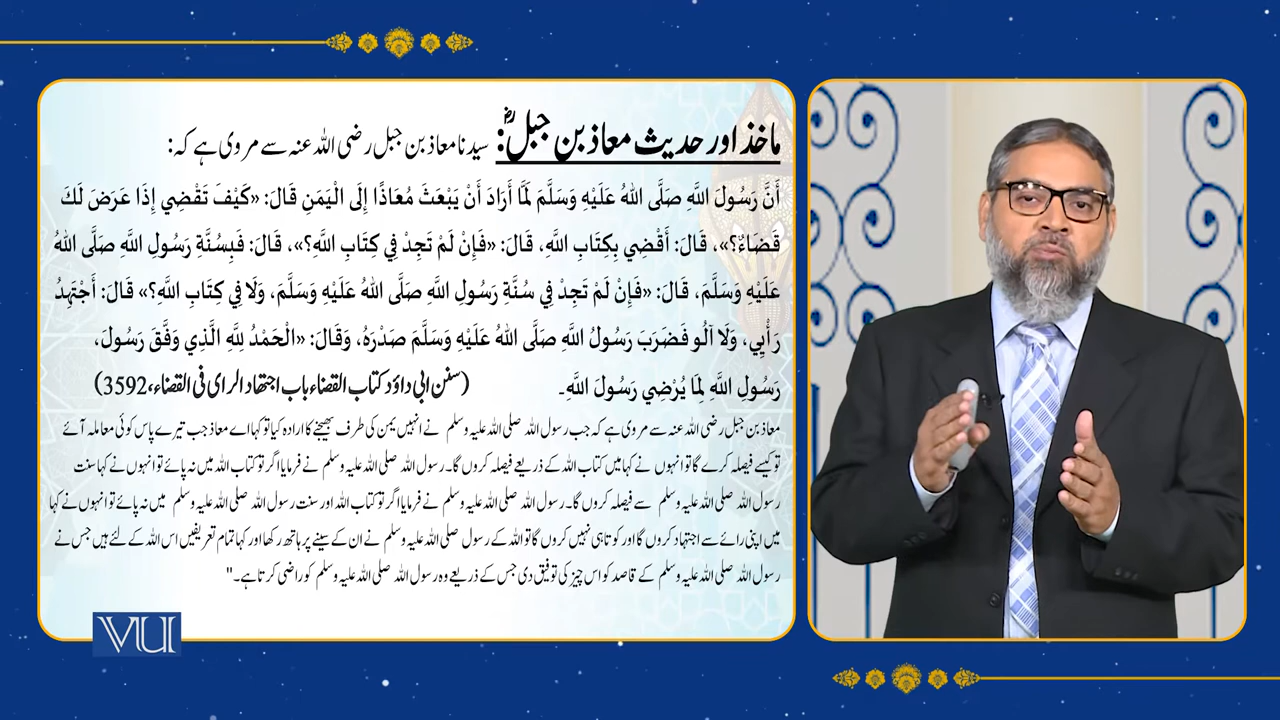 ماخذ اور حدیث معاذ بن جبلؓ: سیدنا معاذ بن جبل رضی اللہ عنہ سے مروی ہے کہ:
أَنَّ رَسُولَ اللَّهِ صَلَّى اللهُ عَلَيْهِ وَسَلَّمَ لَمَّا أَرَادَ أَنْ يَبْعَثَ مُعَاذًا إِلَى الْيَمَنِ قَالَ: «كَيْفَ تَقْضِي إِذَا عَرَضَ لَكَ
قَضَاءٌ؟»، قَالَ: أَقْضِي بِكِتَابِ اللَّهِ، قَالَ: «فَإِنْ لَمْ تَجِدْ فِي كِتَابِ اللَّهِ؟»، قَالَ: فَبِسُنَّةِ رَسُولِ اللَّهِ صَلَّى اللهُ
عَلَيْهِ وَسَلَّمَ، قَالَ: «فَإِنْ لَمْ تَجِدْ فِي سُنَّةِ رَسُولِ اللَّهِ صَلَّى اللهُ عَلَيْهِ وَسَلَّمَ، وَلَا فِي كِتَابِ اللَّهِ؟» قَالَ: أَجْتَهِدُ
رَأْيِي، وَلَا آلُو فَضَرَبَ رَسُولُ اللَّهِ صَلَّى اللهُ عَلَيْهِ وَسَلَّمَ صَدْرَهُ، وَقَالَ: «الْحَمْدُ لِلَّهِ الَّذِي وَفَّقَ رَسُولَ،
رَسُولِ اللَّهِ لِمَا يُرْضِي رَسُولَ اللَّهِ۔ (سنن ابی داؤد کتاب القضاء باب اجتھاد الرای فی القضاء، 3592)
معاذ بن جبل رضی اللہ عنہ سے مروی ہے کہ جب رسول اللہ صلی اللہ علیہ وسلم نے انہیں یمن کی طرف بھیجنے کا ارادہ کیا تو کہا اے معاذ جب تیرے پاس کوئی معاملہ آئے
تو کیسے فیصلہ کرے گا تو انہوں نے کہا میں کتاب اللہ کے ذریعے فیصلہ کروں گا۔ رسول اللہ صلی اللہ علیہ وسلم نے فرمایا اگر تو کتاب اللہ میں نہ پائے تو انہوں نے کہا سنت
رسول اللہ صلی اللہ علیہ وسلم سے فیصلہ کروں گا۔ رسول اللہ صلی اللہ علیہ وسلم نے فرمایا اگر تو کتاب اللہ اور سنت رسول اللہ صلی اللہ علیہ وسلم میں نہ پائے تو انہوں نے کہا
میں اپنی رائے سے اجتہاد کروں گا اور کوتاہی نہیں کروں گا تو اللہ کے رسول صلی اللہ علیہ وسلم نے ان کے سینے پر ہاتھ رکھا اور کہا تمام تعریفیں اس اللہ کے لئے ہیں جس نے
رسول اللہ صلی اللہ علیہ وسلم کے قاصد کو اس چیز کی توفیق دی جس کے ذریعے وہ رسول اللہ صلی اللہ علیہ وسلم کو راضی کرتا ہے۔"
VU